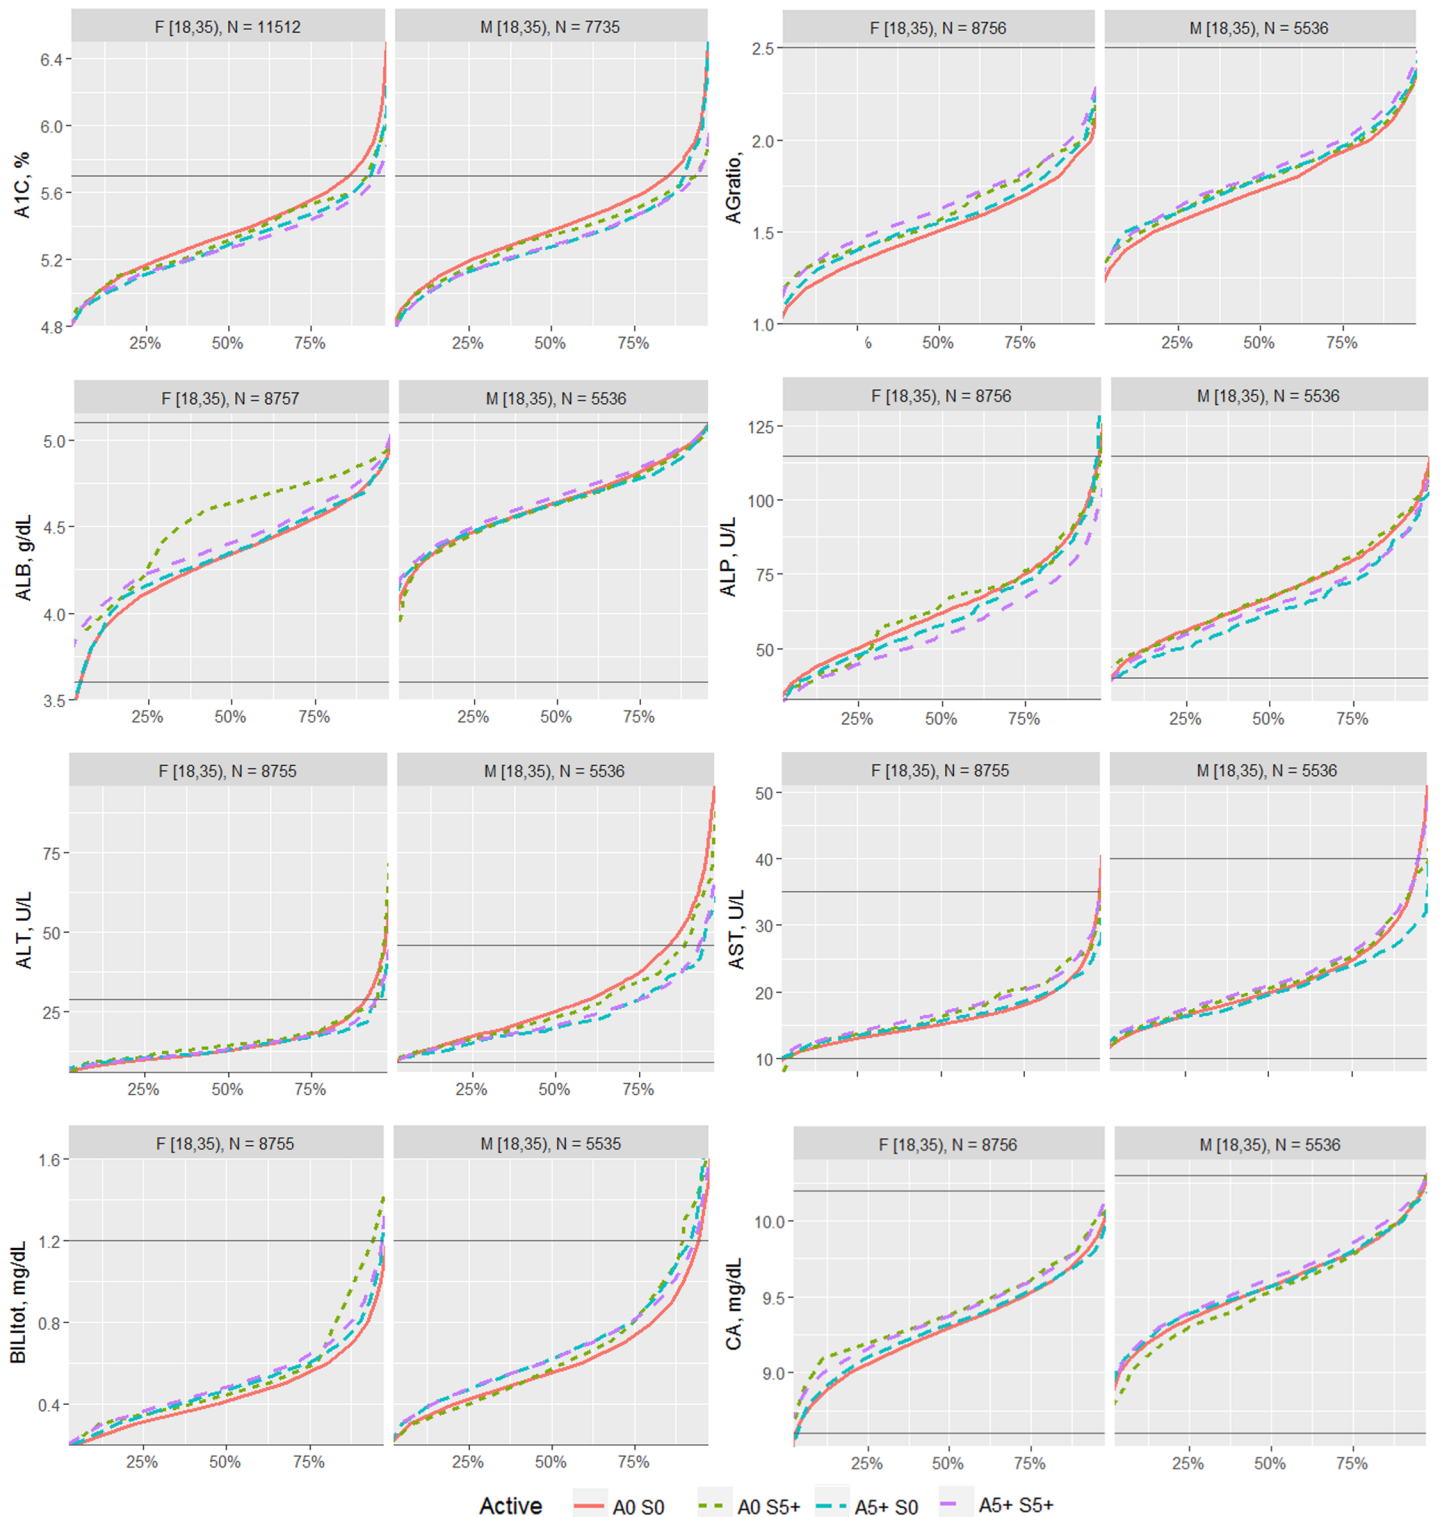 F [18,35), N = 11512
M [18,35), N = 7735
A1C, %
6.4
6.0
5.6
5.2
4.8
25%
50%
75%
25%
50%
75%
F [18,35), N = 8756
M [18,35), N = 5536
AGratio,
2.5
2.0
1.5
1.0
%
50%
75%
25%
50%
75%
F [18,35), N = 8757
M [18,35), N = 5536
ALB, g/dL
5.0
4.5
4.0
3.5
25%
50%
75%
25%
50%
75%
F [18,35), N = 8756
M [18,35), N = 5536
ALP, U/L
125
100
75
50
25%
50%
75%
25%
50%
75%
F [18,35), N = 8755
M [18,35), N = 5536
ALT, U/L
75
50
25
25%
50%
75%
25%
50%
75%
F [18,35), N = 8755
M [18,35), N = 5536
AST, U/L
50
40
30
20
10
F [18,35), N = 8755
M [18,35), N = 5535
BILItot, mg/dL
1.6
1.2
0.8
0.4
25%
50%
75%
25%
50%
75%
F [18,35), N = 8756
M [18,35), N = 5536
CA, mg/dL
10.0
9.5
9.0
25%
50%
75%
25%
50%
75%
Active A0 S0 A0 S5+ A5+ S0 A5+ S5+